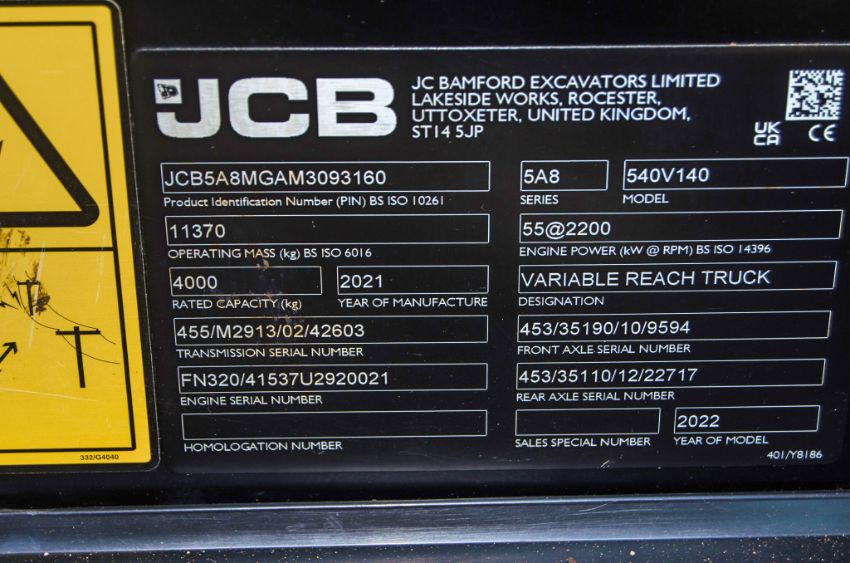 JCB
JC BAMFORD EXCAVATORS LIMITED
LAKESIDE WORKS, ROCESTER,
UTTOXETER, UNITED KINGDOM,
ST14 5JP
UK
CA CE
JCB5A8MGAM3093160
Product Identification Number (PIN) BS ISO 10261
5A8
SERIES
540V140
MODEL
11370
OPERATING MASS (kg) BS ISO 6016
55@2200
ENGINE POWER (kW @ RPM) BS ISO 14396
4000
RATED CAPACITY (kg)
2021
YEAR OF MANUFACTURE
VARIABLE REACH TRUCK
DESIGNATION
455/M2913/02/42603
TRANSMISSION SERIAL NUMBER
453/35190/10/9594
FRONT AXLE SERIAL NUMBER
FN320/41537U2920021
ENGINE SERIAL NUMBER
453/35110/12/22717
REAR AXLE SERIAL NUMBER
HOMOLOGATION NUMBER
SALES SPECIAL NUMBER
2022
YEAR OF MODEL
401/Y8186
332/G4040